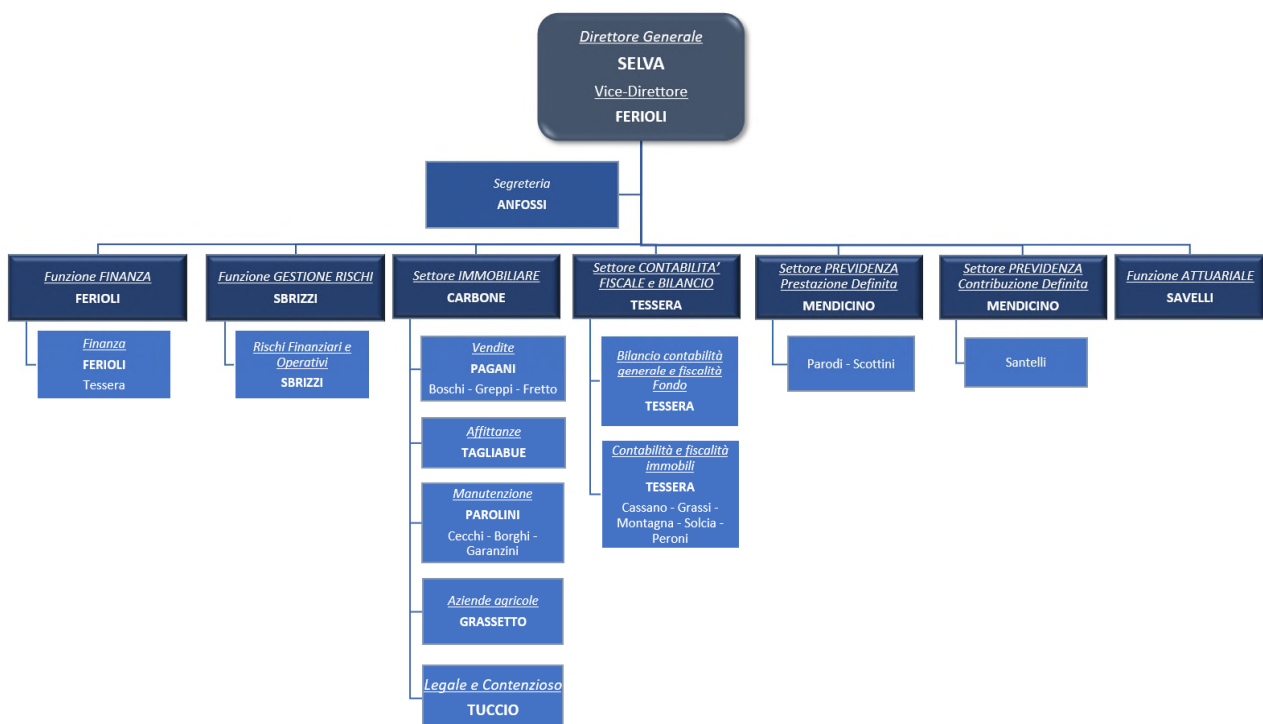 Direttore Generale
SELVA
Vice-Direttore
FERIOLI
Segreteria
ANFOSSI
Funzione FINANZA
FERIOLI
Funzione GESTIONE RISCHI
SBRIZZI
Settore IMMOBILIARE
CARBONE
Settore CONTABILITA'
FISCALE e BILANCIO
TESSERA
Settore PREVIDENZA
Prestazione Definita
MENDICINO
Settore PREVIDENZA
Contribuzione Definita
MENDICINO
Funzione ATTUARIALE
SAVELLI
Finanza
FERIOLI
Tessera
Rischi Finanziari e
Operativi
SBRIZZI
Vendite
PAGANI
Boschi - Greppi - Fretto
Affittanze
TAGLIABUE
Manutenzione
PAROLINI
Cecchi - Borghi -
Garanzini
Aziende agricole
GRASSETTO
Legale e Contenzioso
TUCCIO
Bilancio contabilità
generale e fiscalità
Fondo
TESSERA
Contabilità e fiscalità
immobili
TESSERA
Cassano - Grassi -
Montagna - Solcia -
Peroni
Parodi - Scottini
Santelli